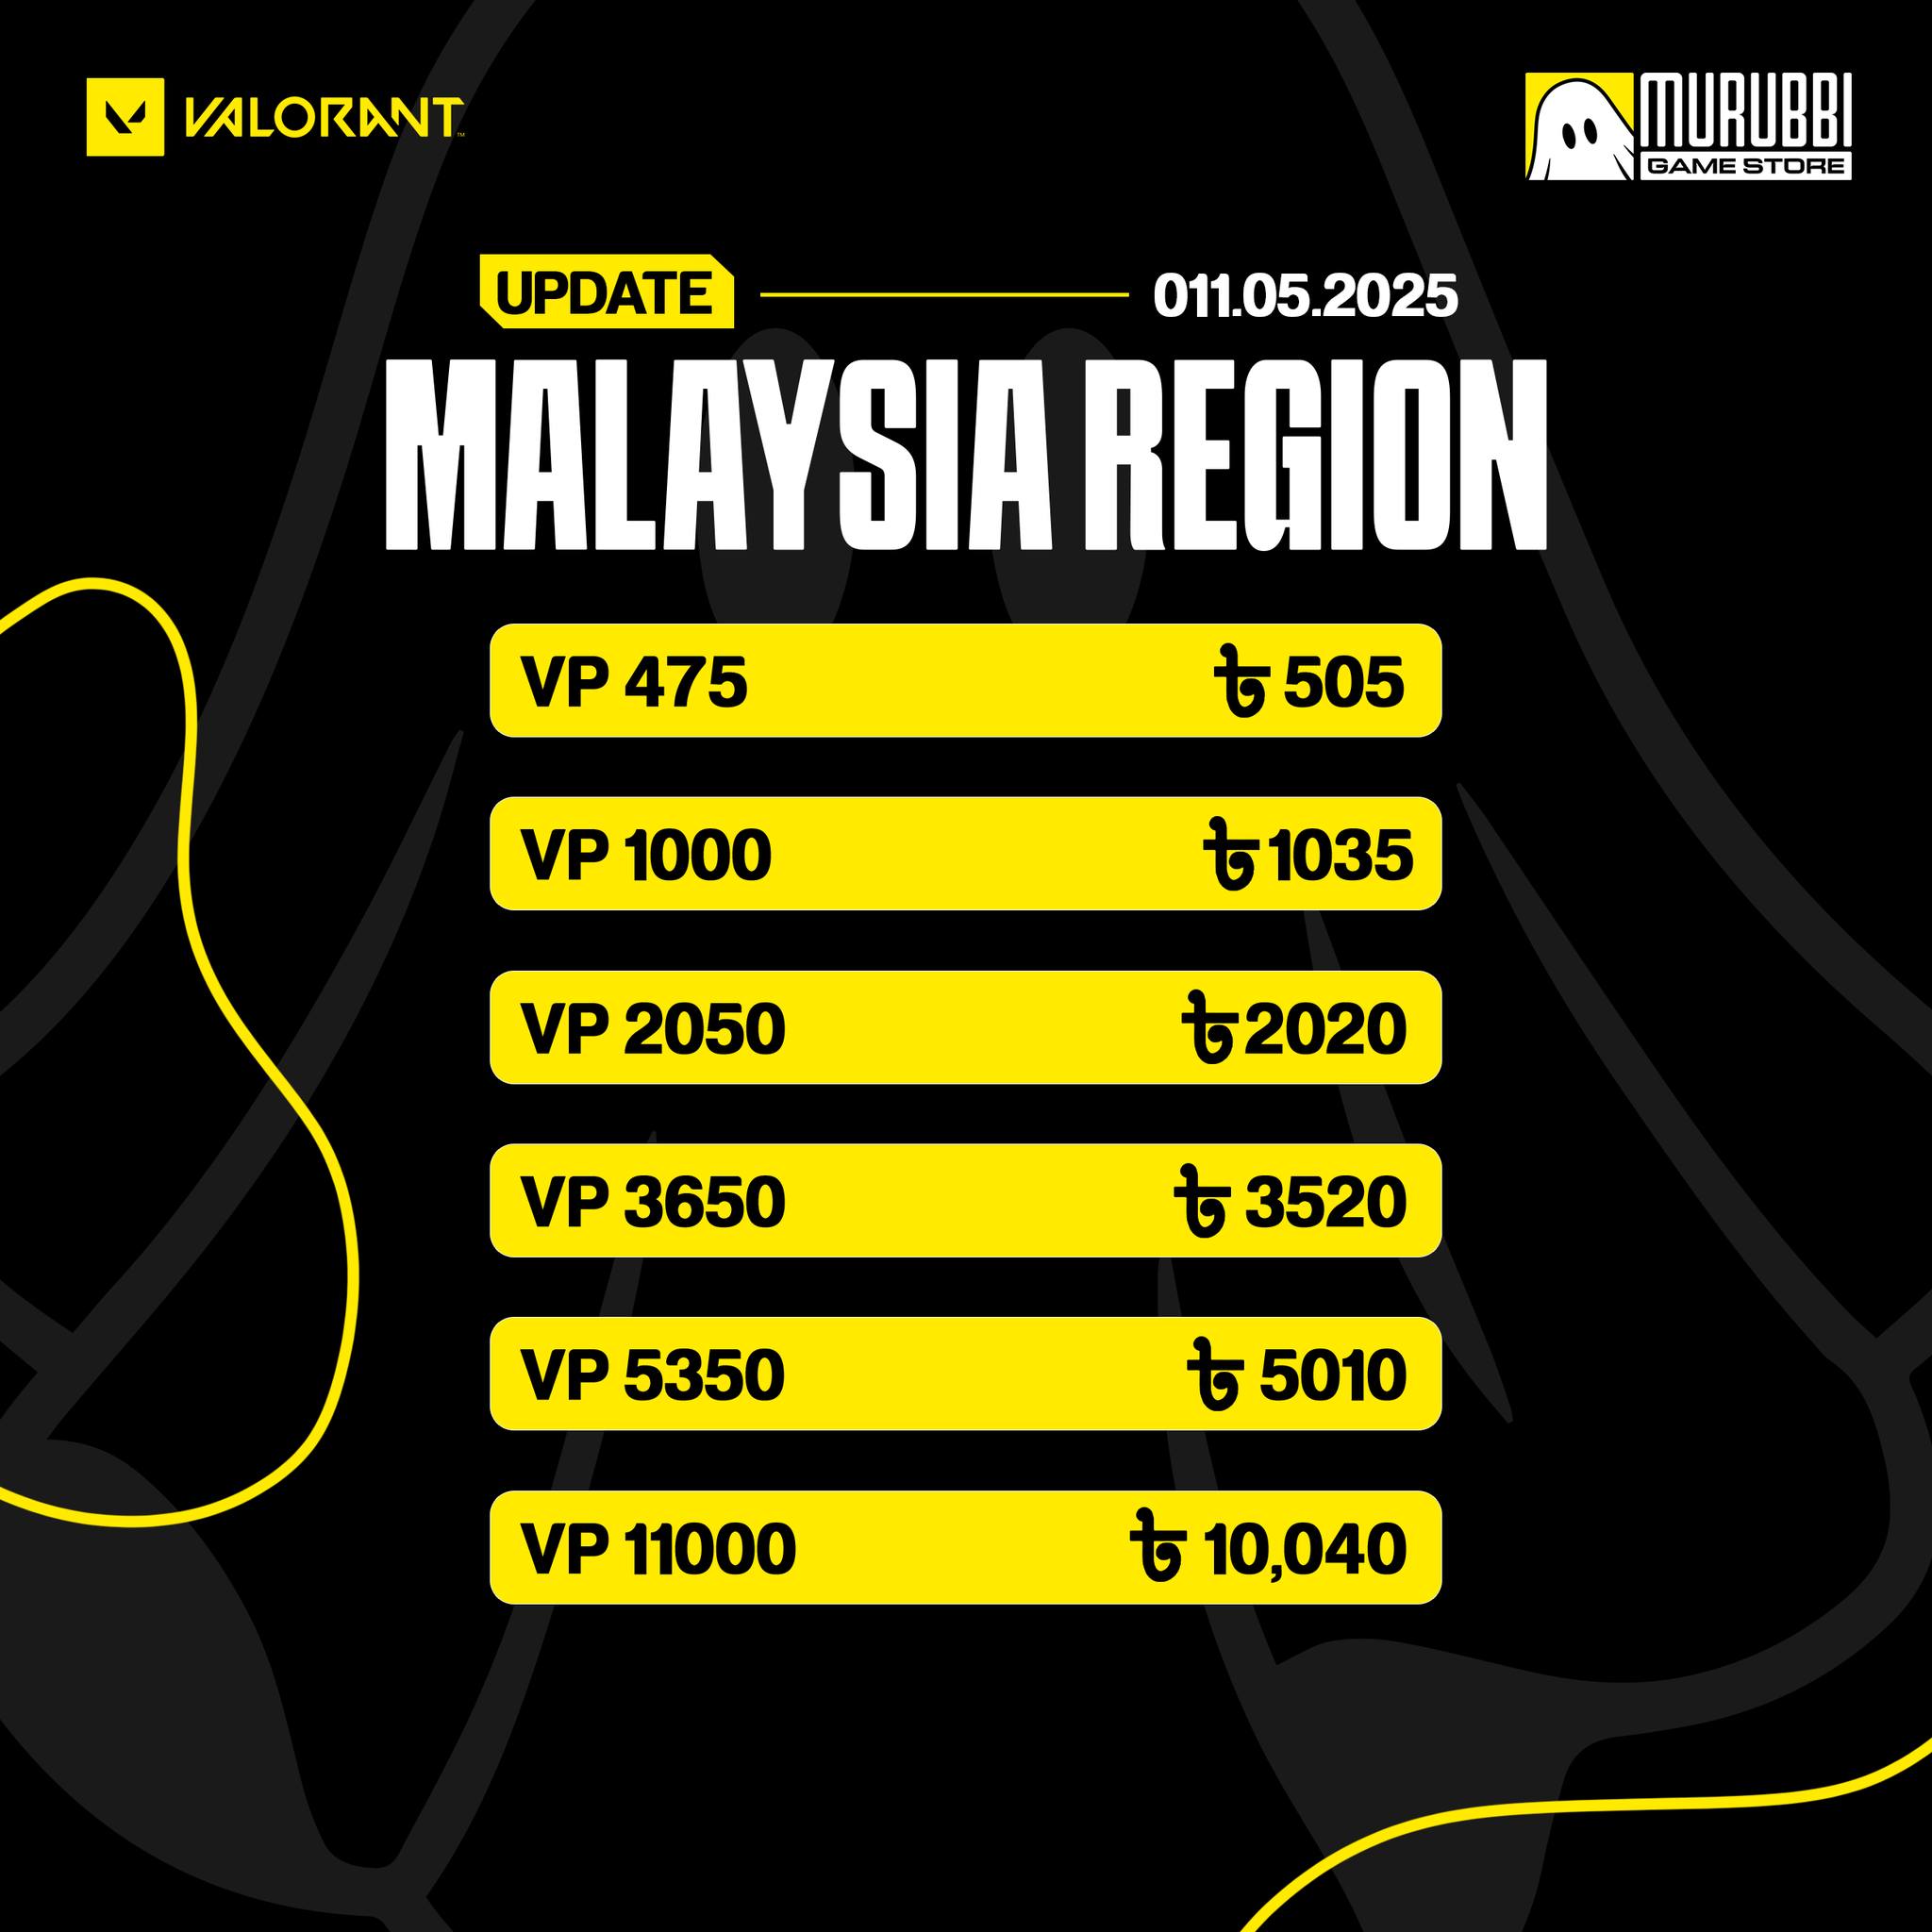 VALORANT™
MURUBBI
GAME STORE
UPDATE 011.05.2025
MALAYSIA REGION
VP 475 ৳ 505
VP 1000 ৳ 1035
VP 2050 ৳ 2020
VP 3650 ৳ 3520
VP 5350 ৳ 5010
VP 11000 ৳ 10,040